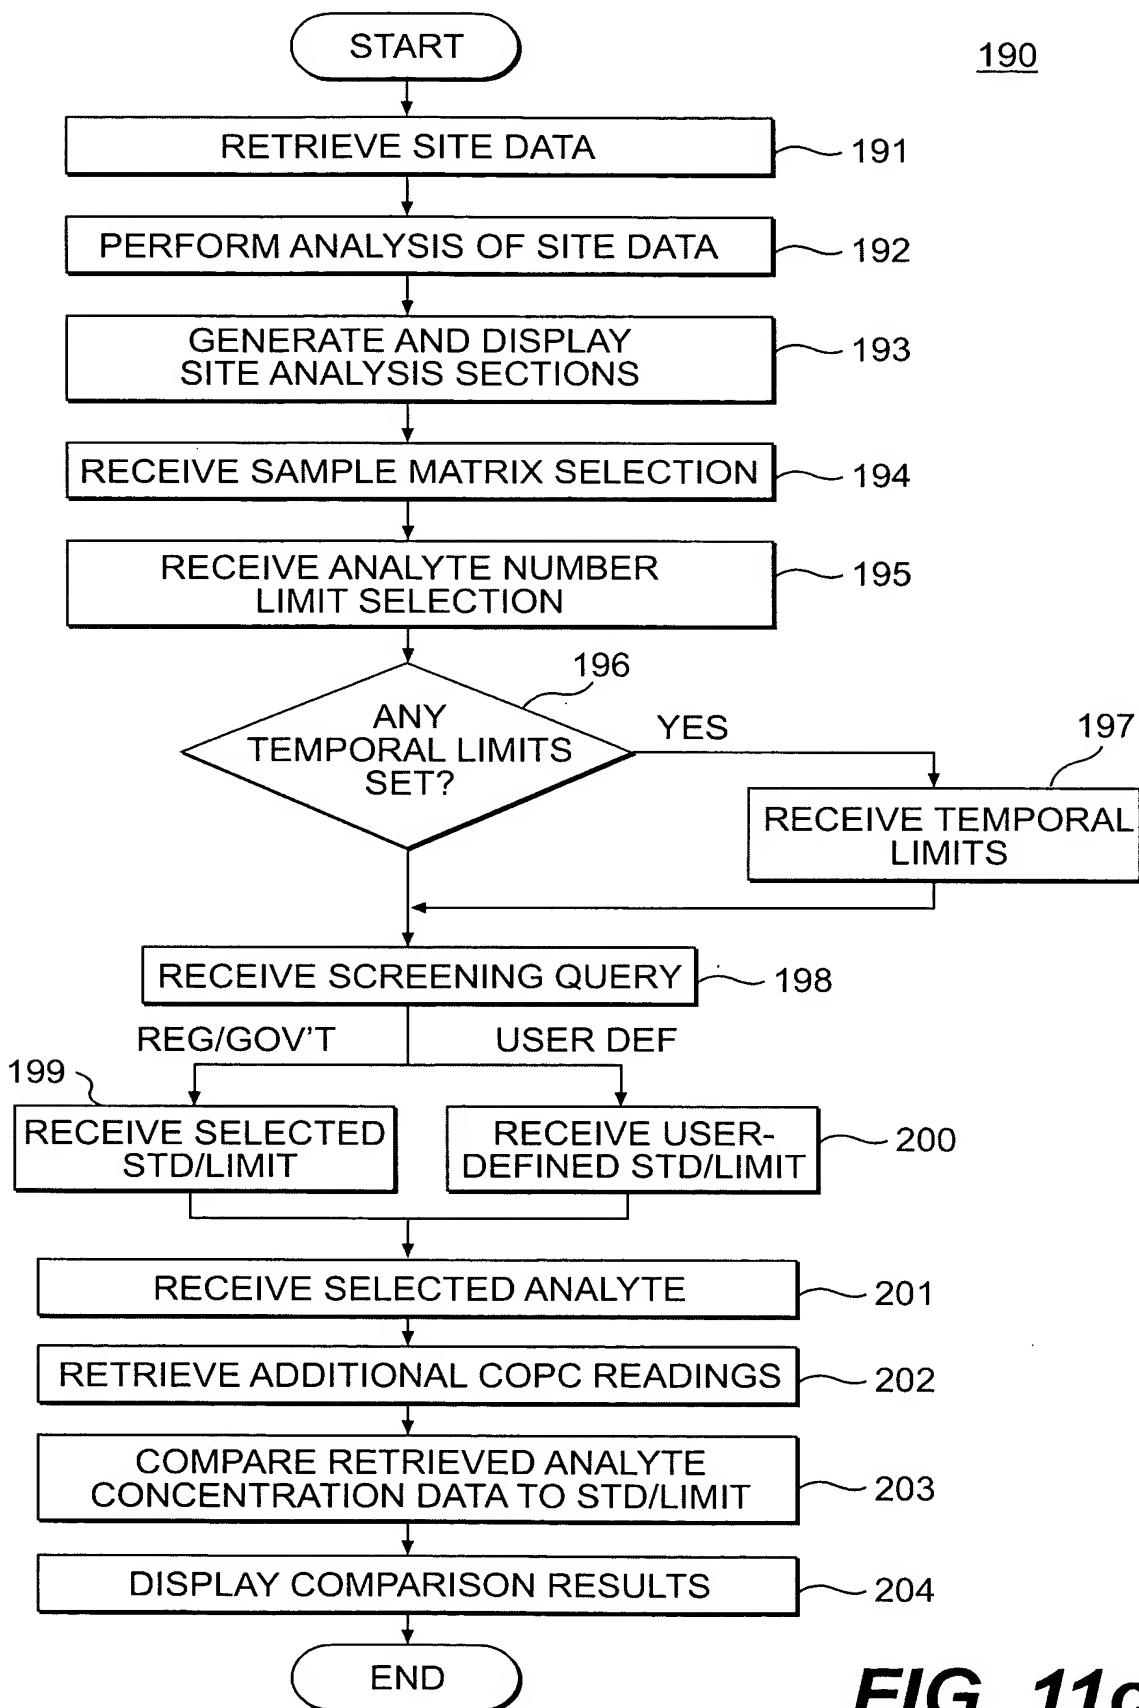 START
190
RETRIEVE SITE DATA
191
PERFORM ANALYSIS OF SITE DATA
192
GENERATE AND DISPLAY
SITE ANALYSIS SECTIONS
193
RECEIVE SAMPLE MATRIX SELECTION
194
RECEIVE ANALYTE NUMBER
LIMIT SELECTION
195
196
ANY
TEMPORAL LIMITS
SET?
YES
197
RECEIVE TEMPORAL
LIMITS
RECEIVE SCREENING QUERY
198
REG/GOV'T
USER DEF
199
RECEIVE SELECTED
STD/LIMIT
RECEIVE USER-
DEFINED STD/LIMIT
200
RECEIVE SELECTED ANALYTE
201
RETRIEVE ADDITIONAL COPC READINGS
202
COMPARE RETRIEVED ANALYTE
CONCENTRATION DATA TO STD/LIMIT
203
DISPLAY COMPARISON RESULTS
204
END
FIG. 11